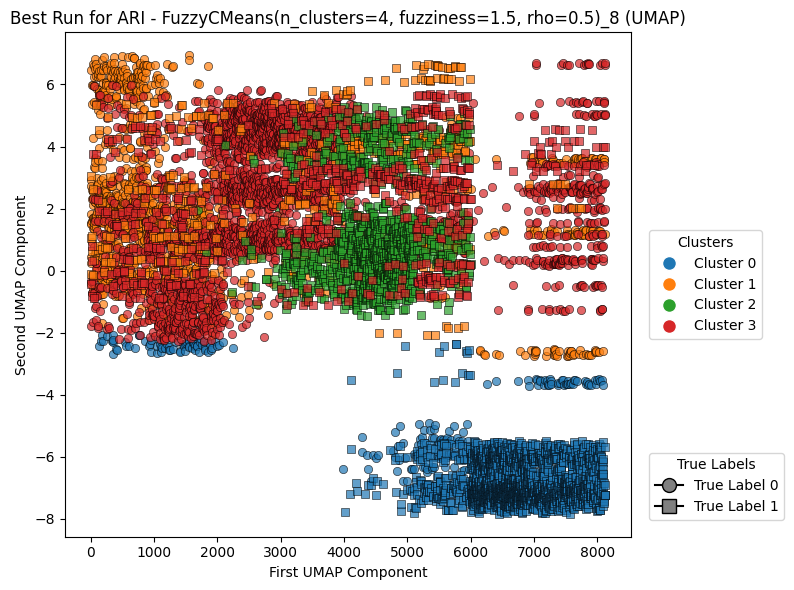 Best Run for ARI - FuzzyCMeans(n_clusters=4, fuzziness=1.5, rho=0.5)_8 (UMAP)
Second UMAP Component
6
4
2
0
−2
−4
−6
−8
0 1000 2000 3000 4000 5000 6000 7000 8000
First UMAP Component
Clusters
Cluster 0
Cluster 1
Cluster 2
Cluster 3
True Labels
True Label 0
True Label 1